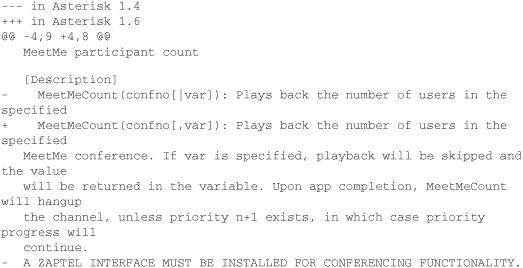 --- in Asterisk 1.4
+++ in Asterisk 1.6
@@ -4,9 +4,8 @@
   MeetMe participant count

   [Description]
-    MeetMeCount(confno[|var]): Plays back the number of users in the
specified
+    MeetMeCount(confno[,var]): Plays back the number of users in the
specified
   MeetMe conference. If var is specified, playback will be skipped and
the value
   will be returned in the variable. Upon app completion, MeetMeCount
will hangup
   the channel, unless priority n+1 exists, in which case priority
progress will
   continue.
-  A ZAPTEL INTERFACE MUST BE INSTALLED FOR CONFERENCING FUNCTIONALITY.